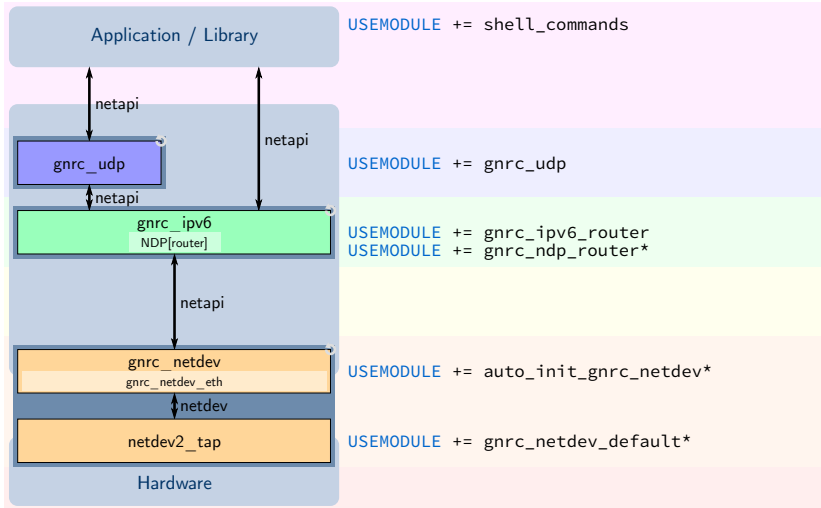 Application / Library
USEMODULE += shell_commands
netapi
netapi
gnrc_udp
USEMODULE += gnrc_udp
netapi
gnrc_ipv6
NDP[router]
USEMODULE += gnrc_ipv6_router
USEMODULE += gnrc_ndp_router*
netapi
gnrc_netdev
gnrc_netdev_eth
USEMODULE += auto_init_gnrc_netdev*
netdev
netdev2_tap
USEMODULE += gnrc_netdev_default*
Hardware